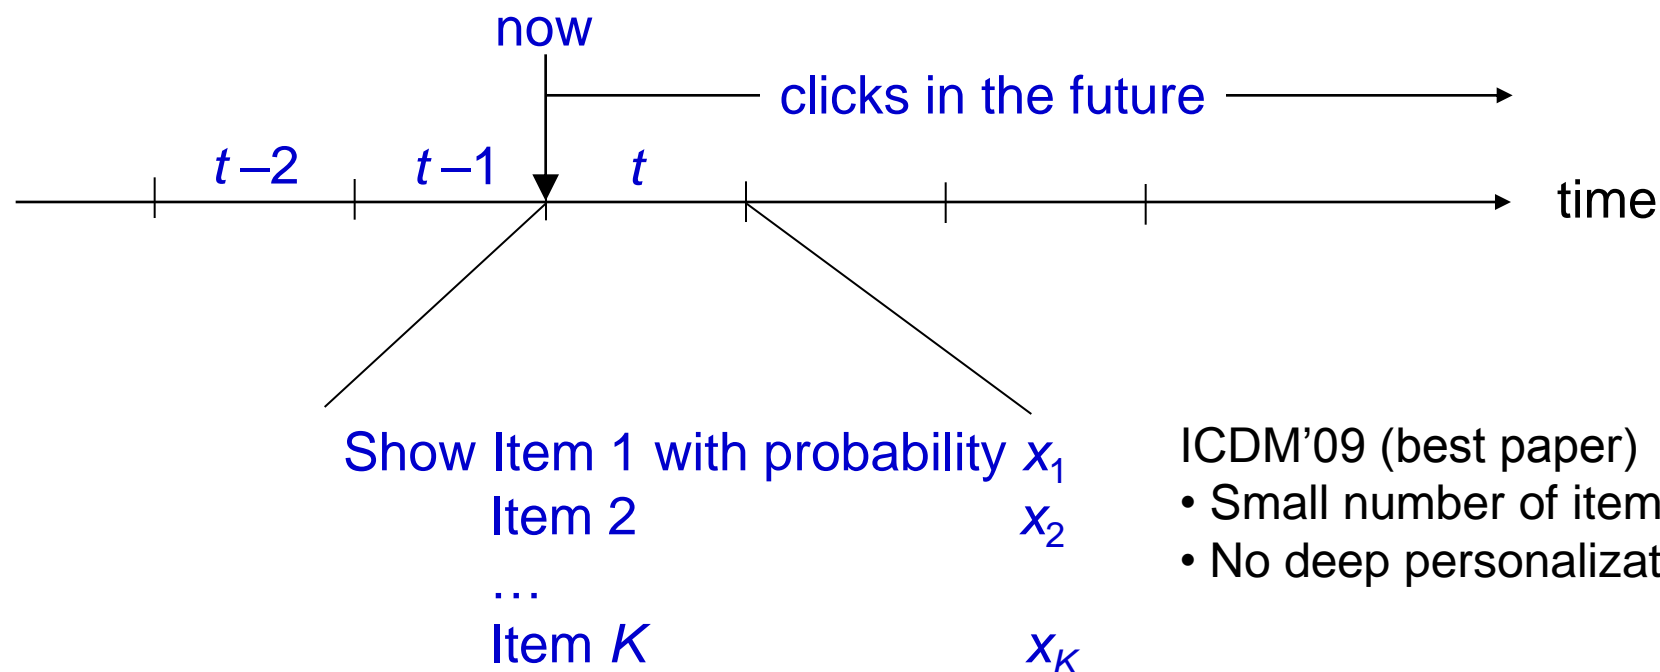 now
clicks in the future
t –2 t –1 t
time
Show Item 1 with probability x₁
Item 2 x₂
...
Item K x_K
ICDM'09 (best paper)
• Small number of item
• No deep personalizat